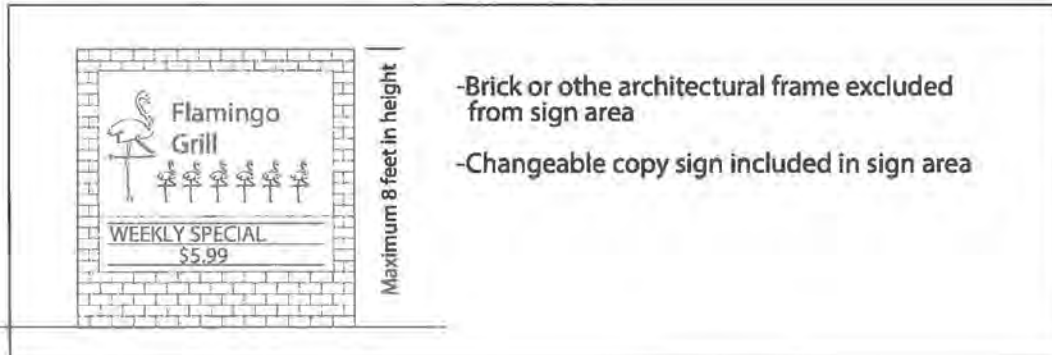 Flamingo
Grill
WEEKLY SPECIAL
$5.99
Maximum 8 feet in height
-Brick or othe architectural frame excluded
from sign area
-Changeable copy sign included in sign area